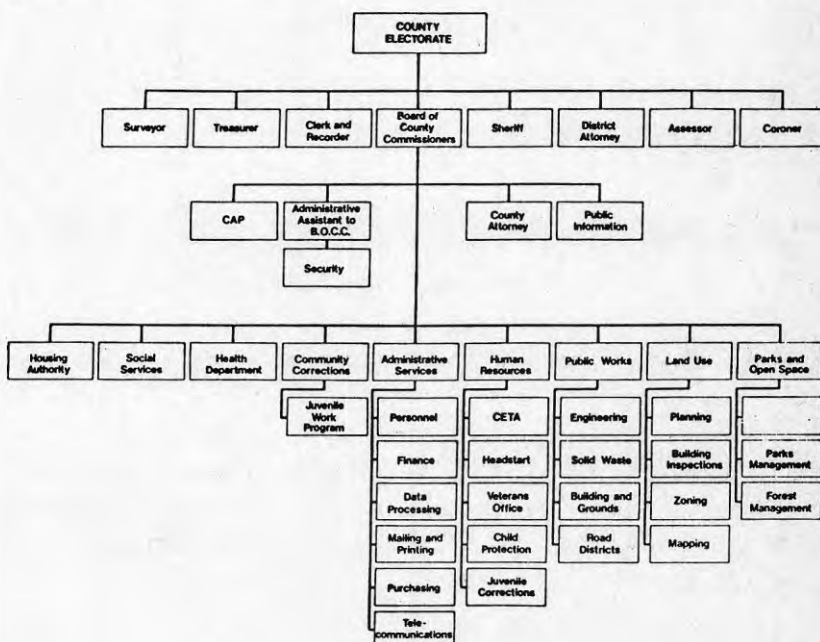 COUNTY
ELECTORATE
Surveyor
Treasurer
Clerk and
Recorder
Board of
County
Commissioners
Sheriff
District
Attorney
Assessor
Coroner
CAP
Administrative
Assistant to
B.O.C.C.
County
Attorney
Public
Information
Security
Housing
Authority
Social
Services
Health
Department
Community
Corrections
Administrative
Services
Human
Resources
Public Works
Land Use
Parks and
Open Space
Juvenile
Work
Program
Personnel
Finance
Data
Processing
Mailing and
Printing
Purchasing
Tele-
communications
CETA
Headstart
Veterans
Office
Child
Protection
Juvenile
Corrections
Engineering
Solid Waste
Building and
Grounds
Road
Districts
Planning
Building
Inspections
Zoning
Mapping
Parks
Management
Forest
Management